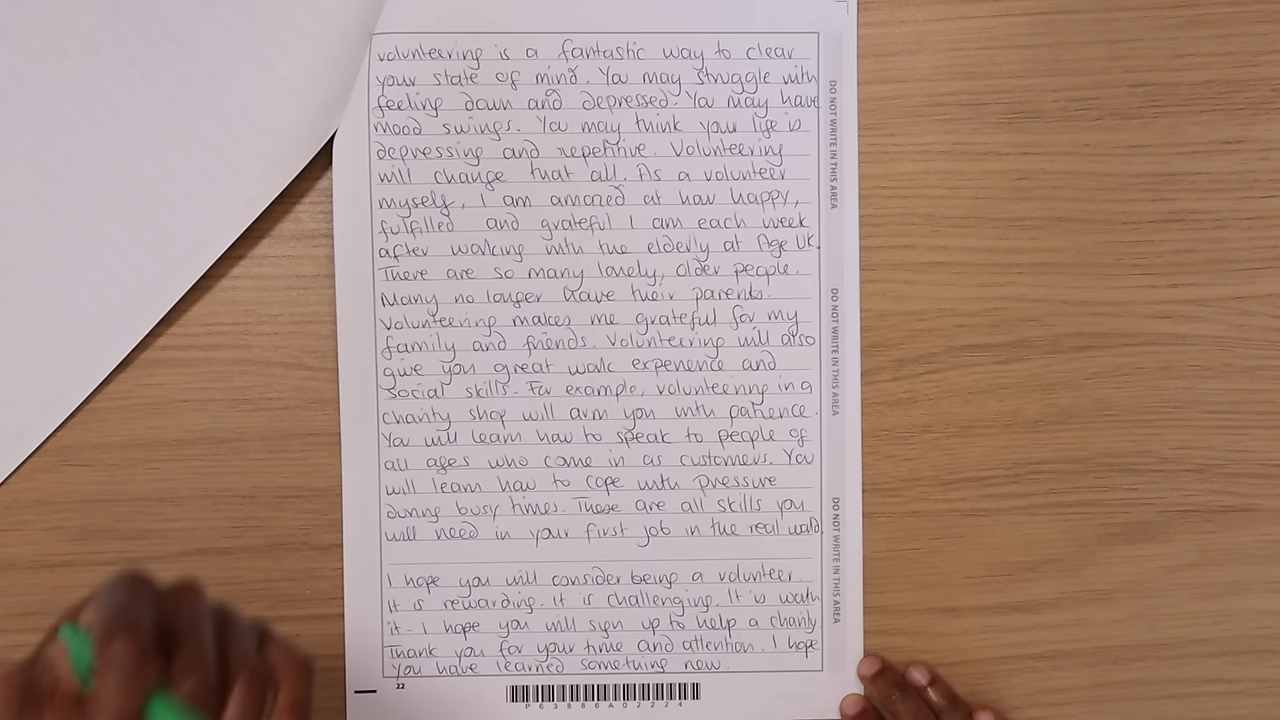 volunteering is a fantastic way to clear
your state of mind. You may struggle with
feeling down and depressed. You may have
mood swings. You may think your life is
depressing and repetitive. Volunteering
will change that all. As a volunteer
myself, I am amazed at how happy,
fulfilled and grateful I am each week
after working with the elderly at Age UK.
There are so many lovely, older people.
Many no longer have their parents.
Volunteering makes me grateful for my
family and friends. Volunteering will also
give you great work experience and
social skills. For example, volunteering in a
charity shop will arm you with patience.
You will learn how to speak to people of
all ages who come in as customers. You
will learn how to cope with pressure
during busy times. These are all skills you
will need in your first job in the real world.
I hope you will consider being a volunteer.
It is rewarding. It is challenging. It is worth
it. I hope you will sign up to help a charity.
Thank you for your time and attention. I hope
you have learned something new.
22
P63886A02224
DO NOT WRITE IN THIS AREA
DO NOT WRITE IN THIS AREA
DO NOT WRITE IN THIS AREA